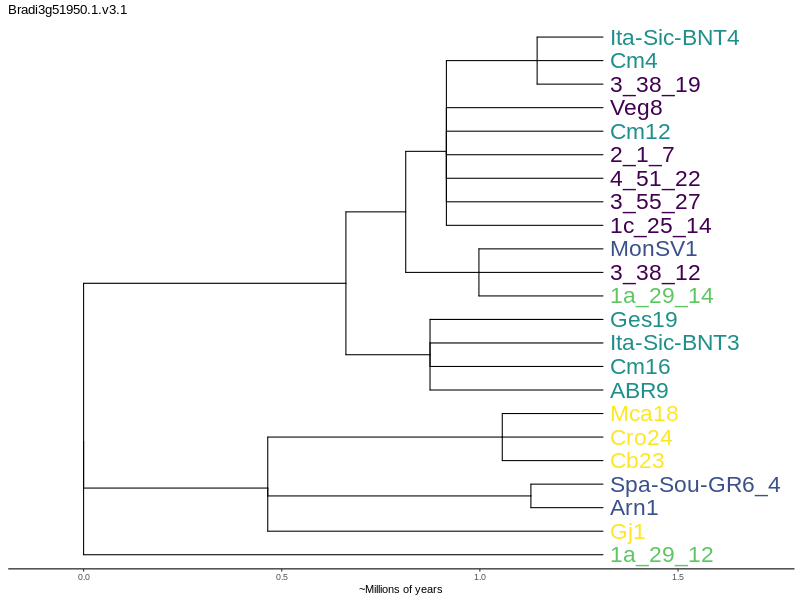 Bradi3g51950.1.v3.1
Ita-Sic-BNT4
Cm4
3_38_19
Veg8
Cm12
2_1_7
4_51_22
3_55_27
1c_25_14
MonSV1
3_38_12
1a_29_14
Ges19
Ita-Sic-BNT3
Cm16
ABR9
Mca18
Cro24
Cb23
Spa-Sou-GR6_4
Arn1
Gj1
1a_29_12
0.0 0.5 1.0 1.5
~Millions of years